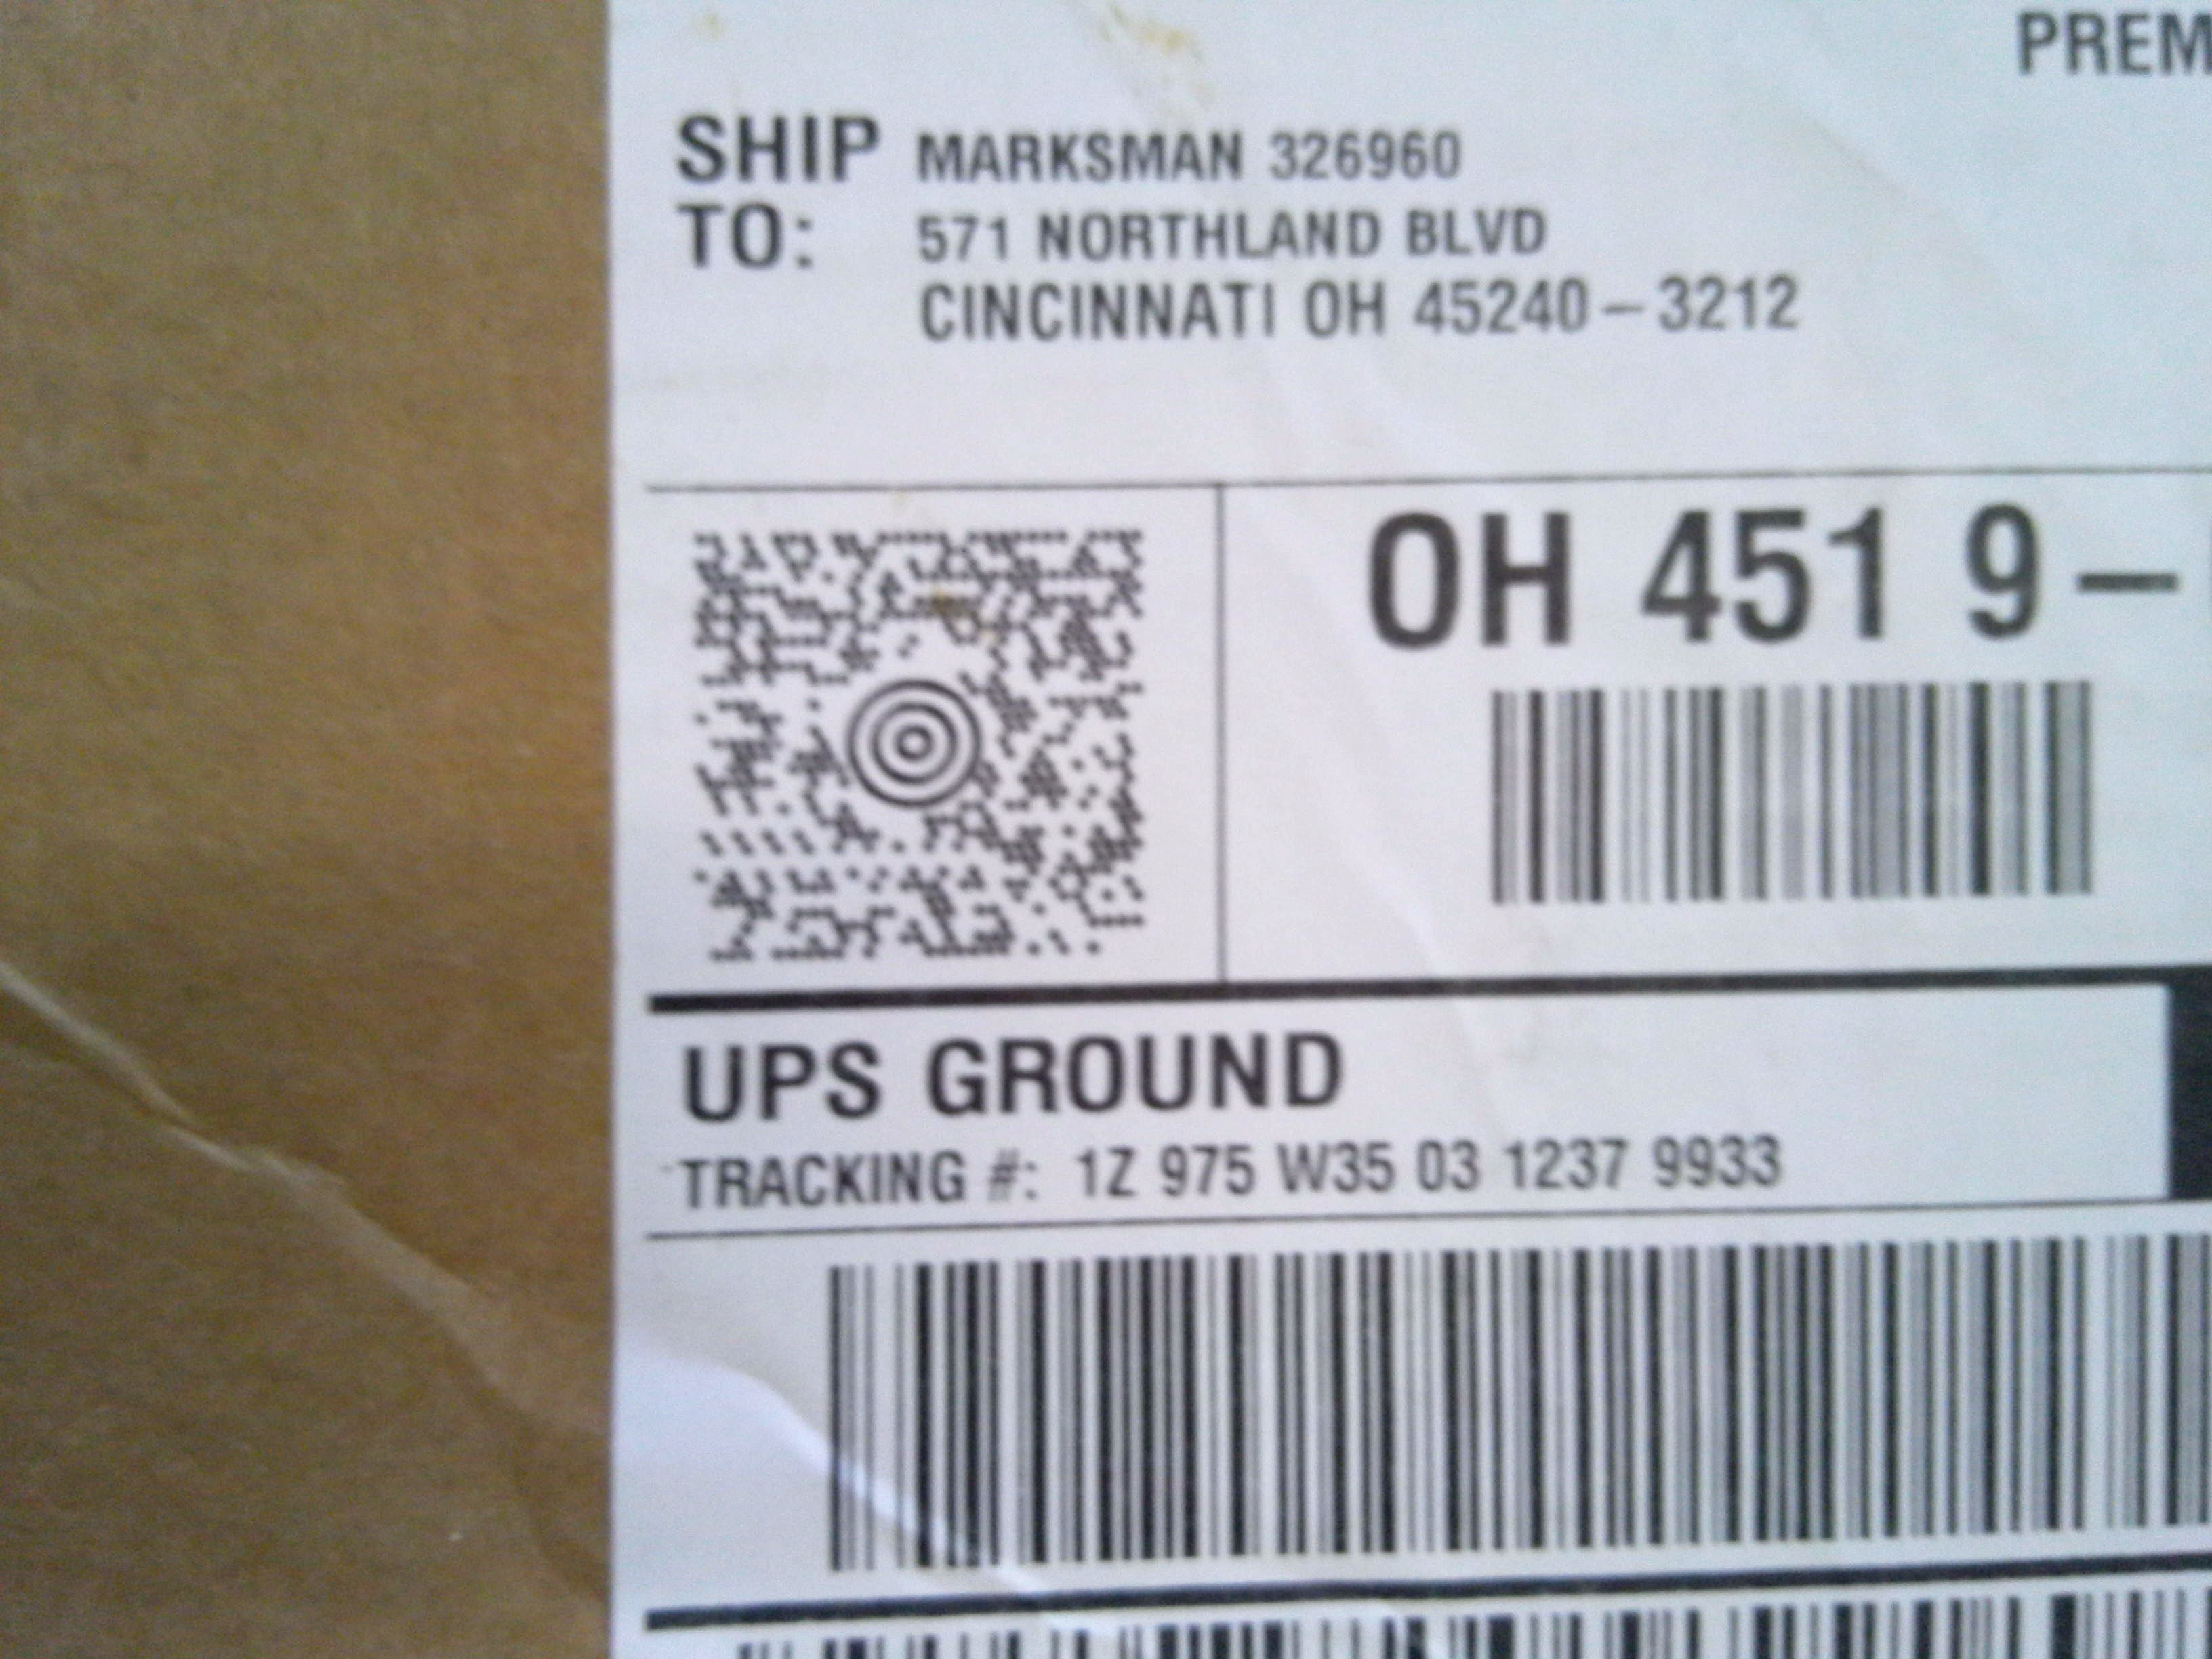 PREM
SHIP TO: MARKSMAN 326960
571 NORTHLAND BLVD
CINCINNATI OH 45240-3212
OH 451 9-
UPS GROUND
TRACKING #: 1Z 975 W35 03 1237 9933